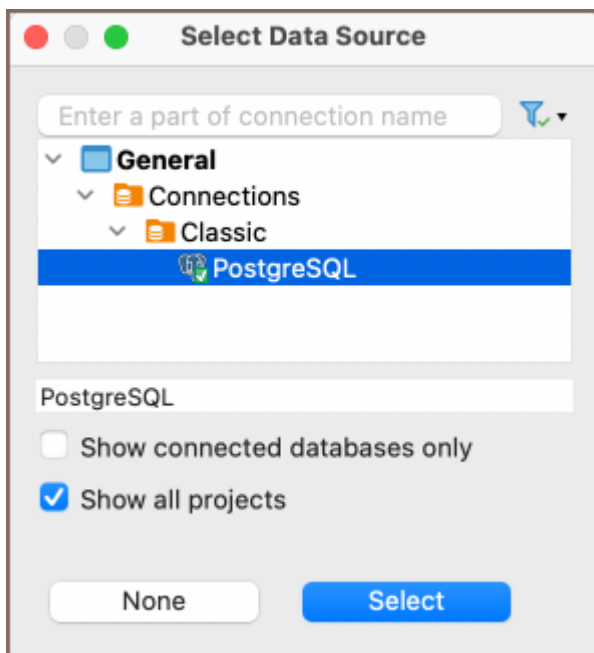 Select Data Source
Enter a part of connection name
General
Connections
Classic
PostgreSQL
PostgreSQL
Show connected databases only
Show all projects
None
Select